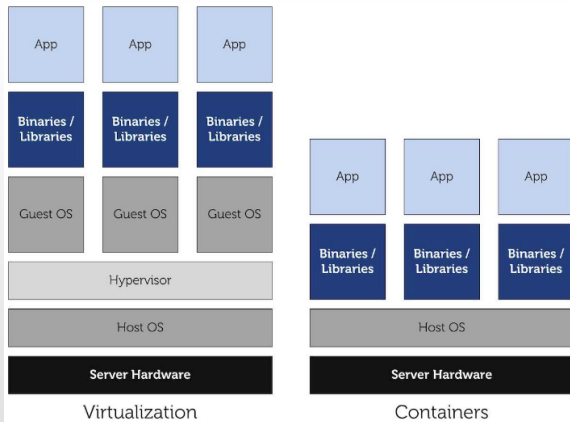 App
App
App
Binaries /
Libraries
Binaries /
Libraries
Binaries /
Libraries
Guest OS
Guest OS
Guest OS
Hypervisor
Host OS
Server Hardware
Virtualization
App
App
App
Binaries /
Libraries
Binaries /
Libraries
Binaries /
Libraries
Host OS
Server Hardware
Containers